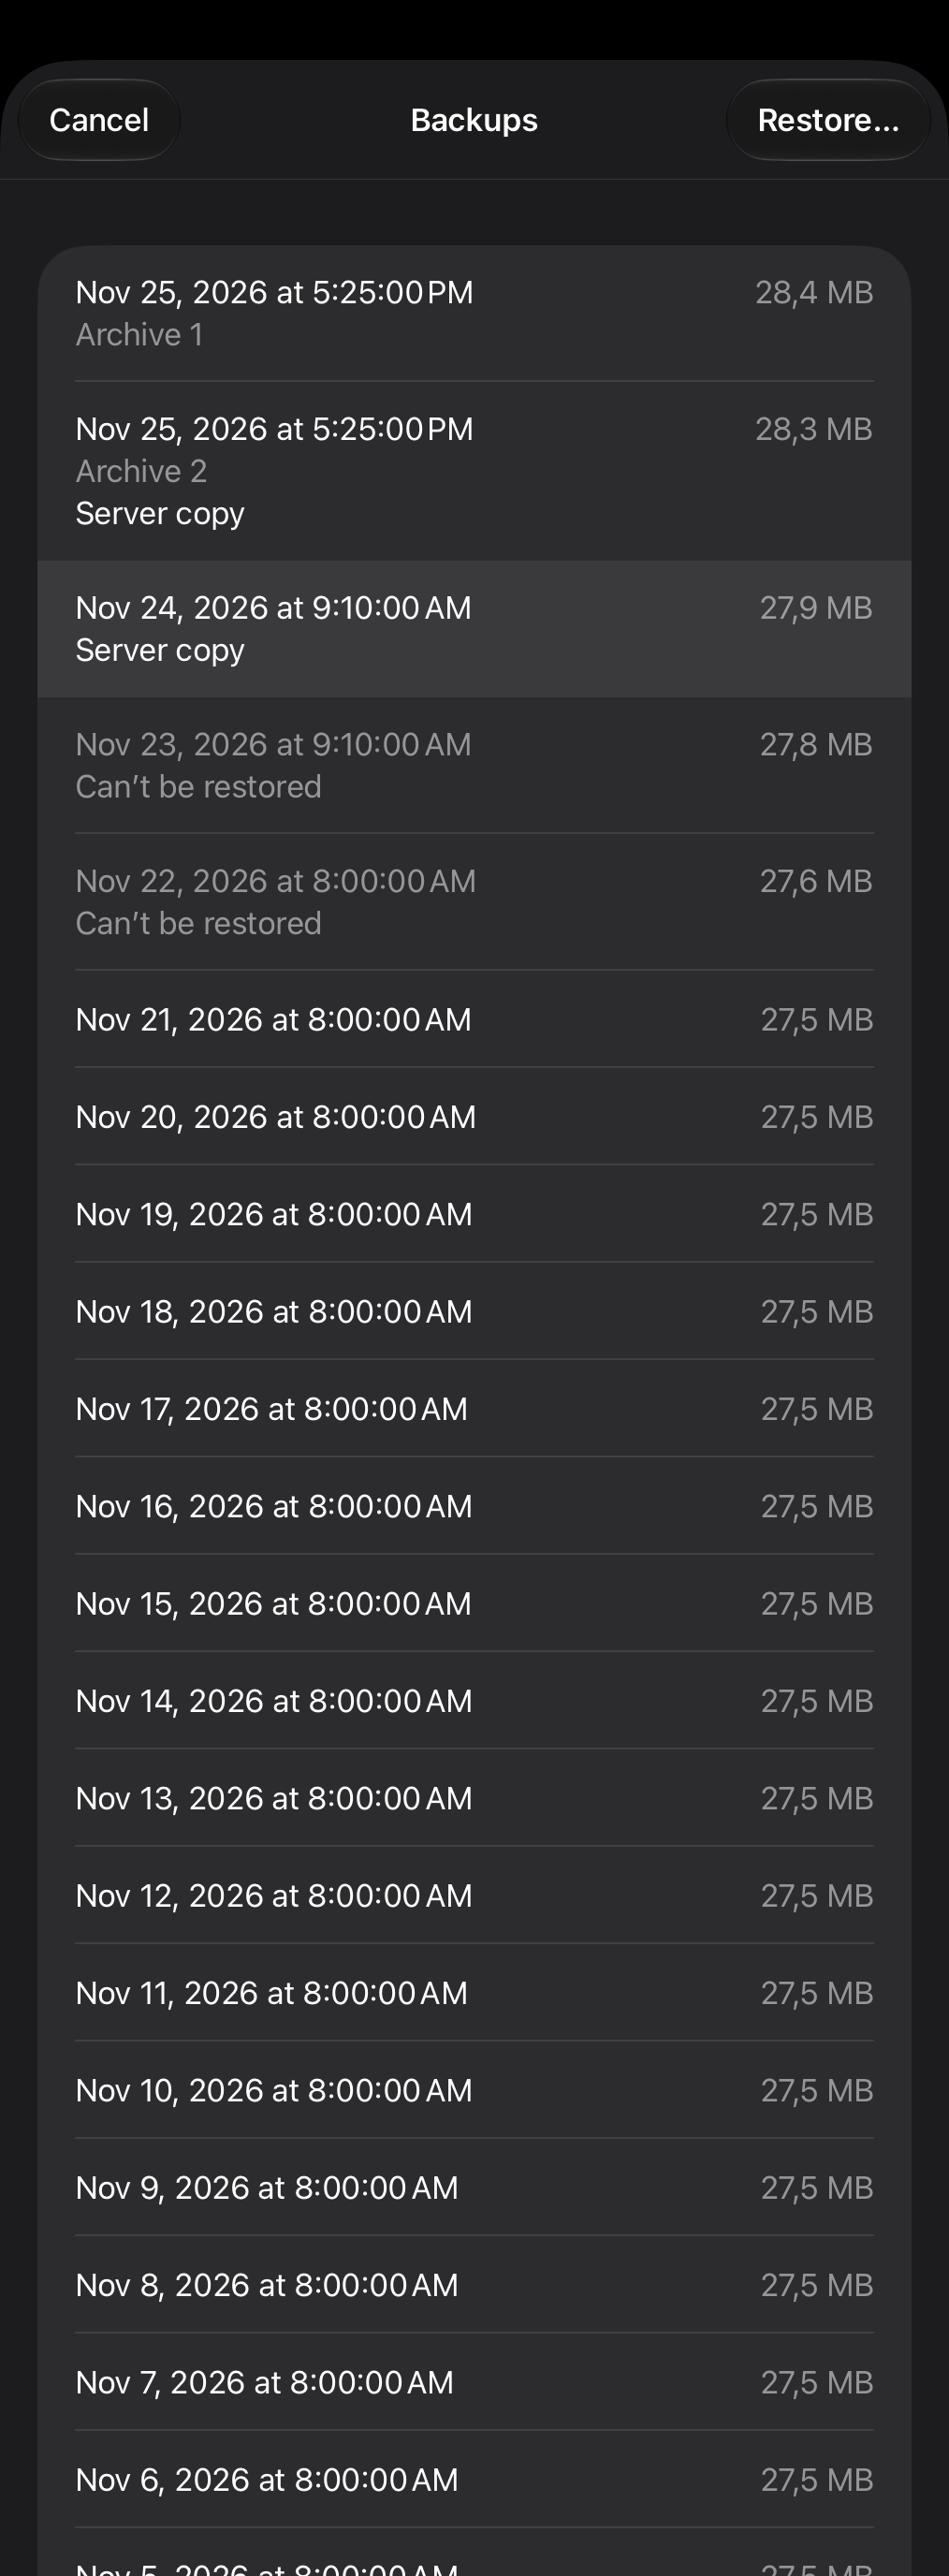 Cancel
Backups
Restore...
Nov 25, 2026 at 5:25:00 PM 28,4 MB
Archive 1
Nov 25, 2026 at 5:25:00 PM 28,3 MB
Archive 2
Server copy
Nov 24, 2026 at 9:10:00 AM 27,9 MB
Server copy
Nov 23, 2026 at 9:10:00 AM 27,8 MB
Can’t be restored
Nov 22, 2026 at 8:00:00 AM 27,6 MB
Can’t be restored
Nov 21, 2026 at 8:00:00 AM 27,5 MB
Nov 20, 2026 at 8:00:00 AM 27,5 MB
Nov 19, 2026 at 8:00:00 AM 27,5 MB
Nov 18, 2026 at 8:00:00 AM 27,5 MB
Nov 17, 2026 at 8:00:00 AM 27,5 MB
Nov 16, 2026 at 8:00:00 AM 27,5 MB
Nov 15, 2026 at 8:00:00 AM 27,5 MB
Nov 14, 2026 at 8:00:00 AM 27,5 MB
Nov 13, 2026 at 8:00:00 AM 27,5 MB
Nov 12, 2026 at 8:00:00 AM 27,5 MB
Nov 11, 2026 at 8:00:00 AM 27,5 MB
Nov 10, 2026 at 8:00:00 AM 27,5 MB
Nov 9, 2026 at 8:00:00 AM 27,5 MB
Nov 8, 2026 at 8:00:00 AM 27,5 MB
Nov 7, 2026 at 8:00:00 AM 27,5 MB
Nov 6, 2026 at 8:00:00 AM 27,5 MB
Nov 5, 2026 at 8:00:00 AM 27,5 MB